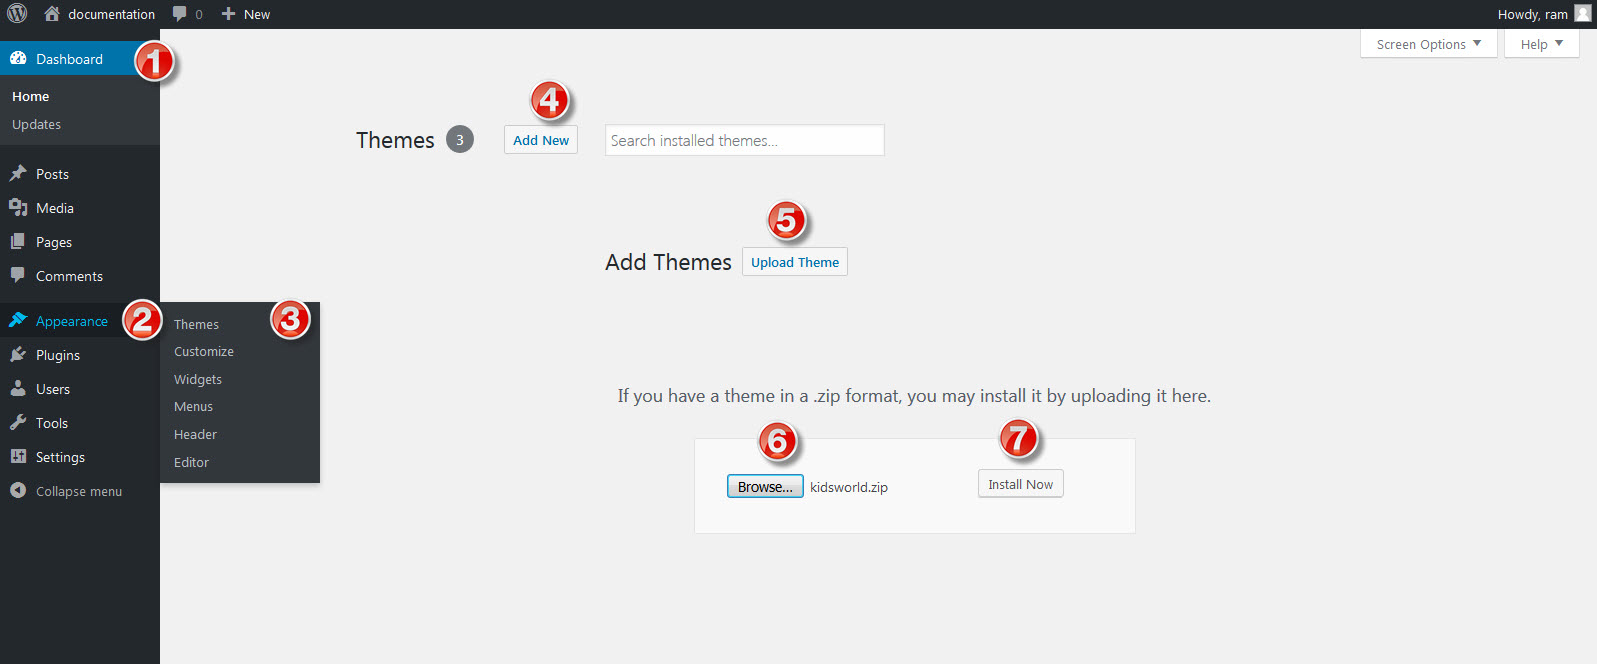 documentation 0 New Howdy, ram
Screen Options Help
Dashboard 1
Home
Updates
Posts
Media
Pages
Comments
Appearance 2
Plugins
Users
Tools
Settings
Collapse menu
Themes 3
Customize
Widgets
Menus
Header
Editor
4
Themes 3 Add New Search installed themes...
5
Add Themes Upload Theme
If you have a theme in a .zip format, you may install it by uploading it here.
6 7
Browse... kidsworld.zip Install Now